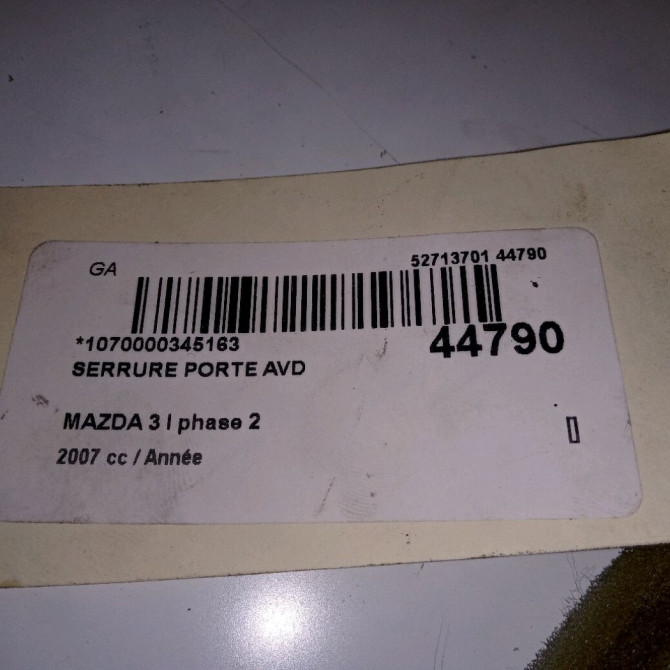 GA
52713701 44790
*1070000345163
44790
SERRURE PORTE AVD
MAZDA 3 I phase 2
2007 cc / Année